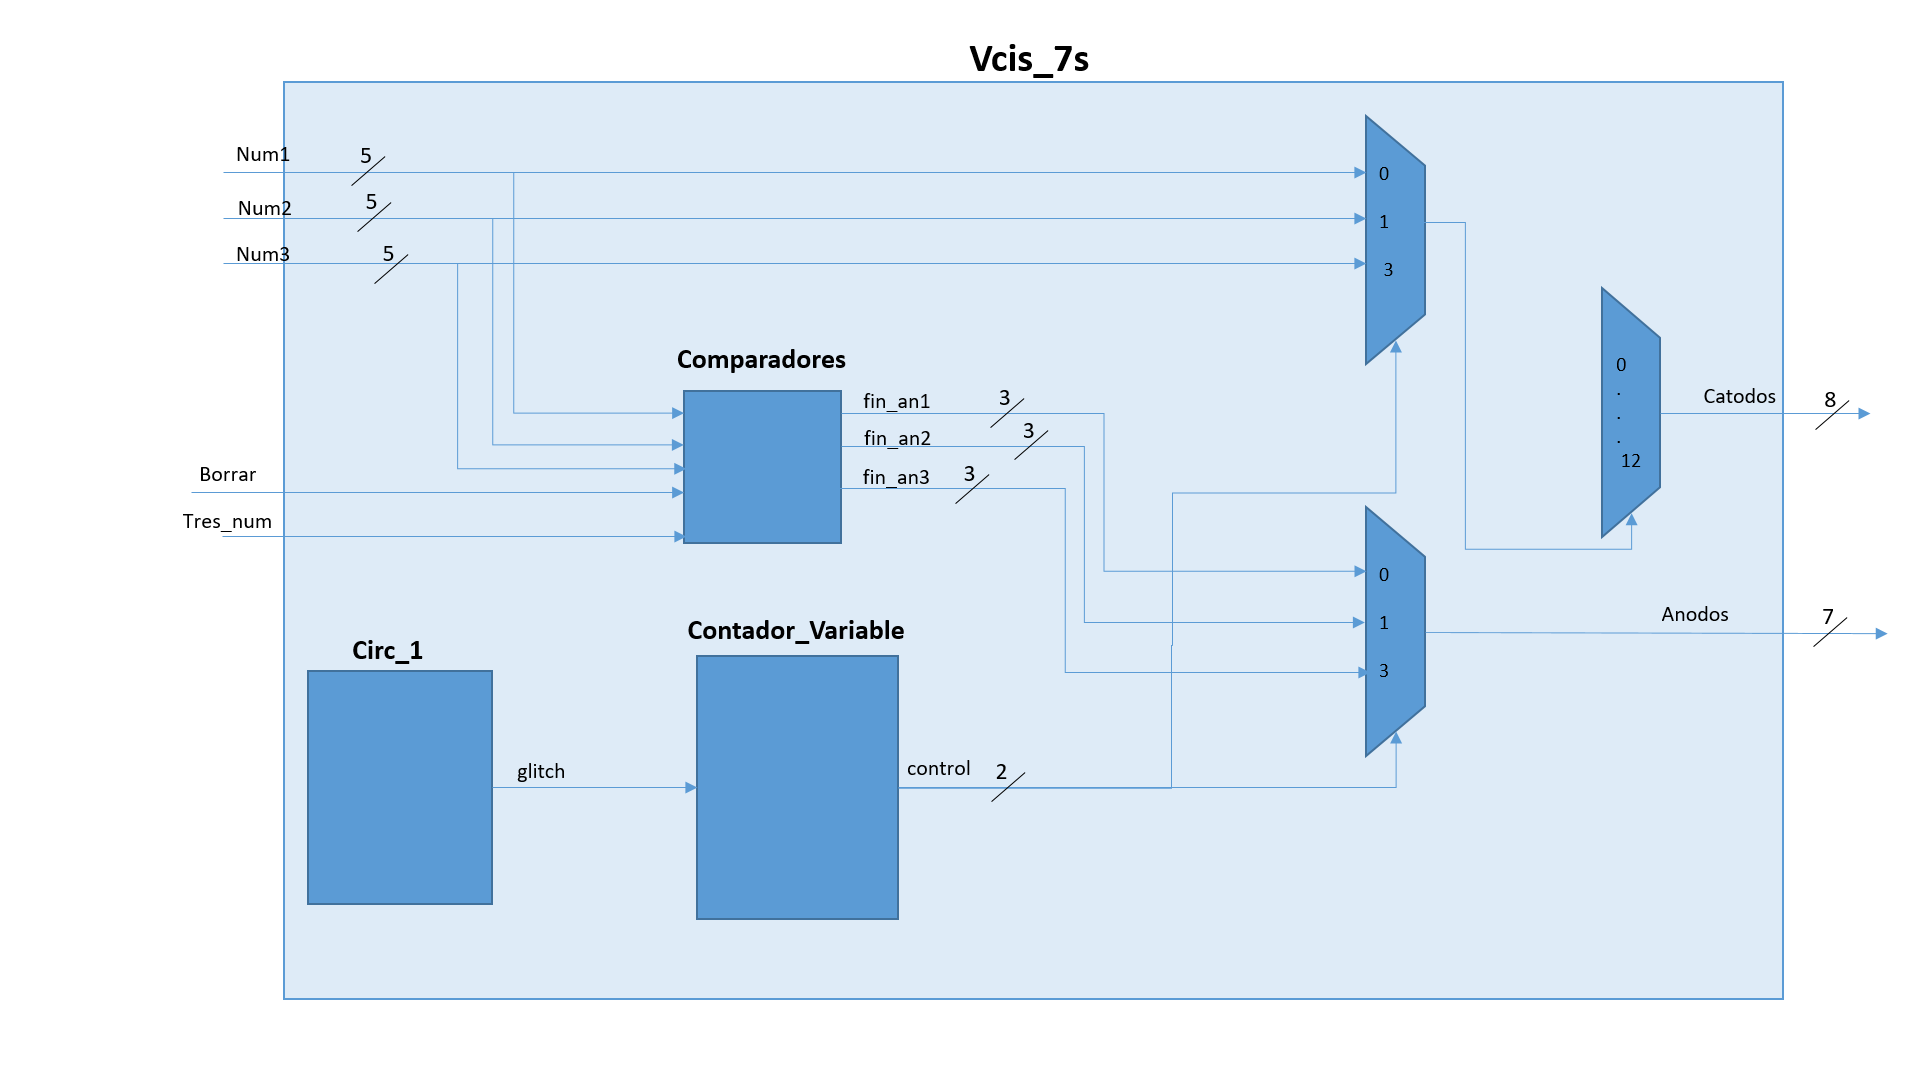 Vcis_7s
Num1
5
Num2
5
Num3
5
0
1
3
Comparadores
fin_an1
3
fin_an2
3
fin_an3
3
Borrar
Tres_num
0
.
.
.
12
Catodos
8
0
1
3
Anodos
7
Circ_1
glitch
Contador_Variable
control
2